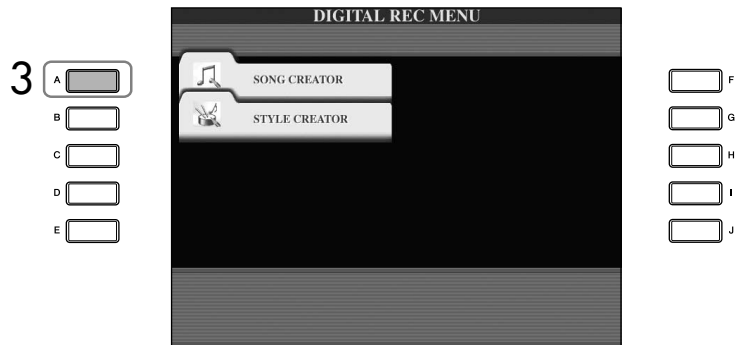 DIGITAL REC MENU
3
A
SONG CREATOR
F
B
STYLE CREATOR
G
C
H
D
I
E
J